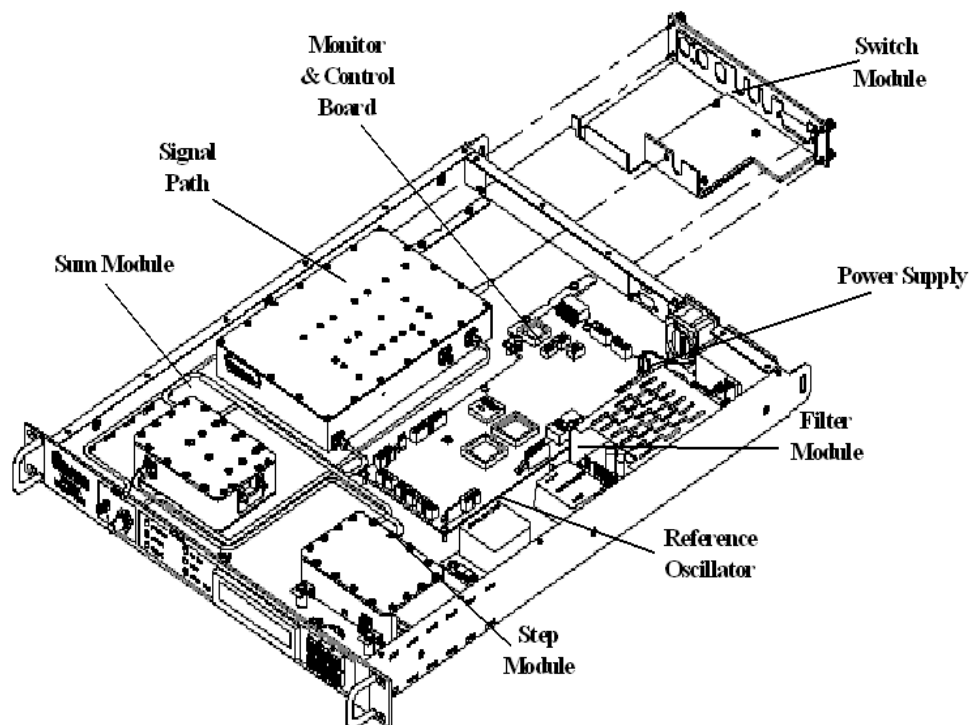 Monitor
& Control
Board
Switch
Module
Signal
Path
Sum Module
Power Supply
Filter
Module
Reference
Oscillator
Step
Module